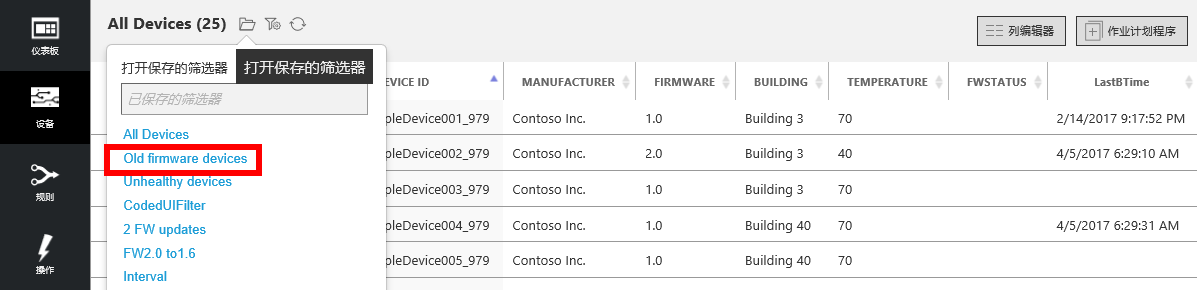 仪表板
设备
规则
操作
All Devices (25)
列编辑器
作业计划程序
打开保存的筛选器
打开保存的筛选器
已保存的筛选器
All Devices
Old firmware devices
Unhealthy devices
CodedUIFilter
2 FW updates
FW2.0 to1.6
Interval
EVICE ID MANUFACTURER FIRMWARE BUILDING TEMPERATURE FWSTATUS LastBTime
pleDevice001_979 Contoso Inc. 1.0 Building 3 70 2/14/2017 9:17:52 PM
pleDevice002_979 Contoso Inc. 2.0 Building 3 40 4/5/2017 6:29:10 AM
pleDevice003_979 Contoso Inc. 1.0 Building 3 70
pleDevice004_979 Contoso Inc. 1.0 Building 40 70 4/5/2017 6:29:31 AM
pleDevice005_979 Contoso Inc. 1.0 Building 40 70